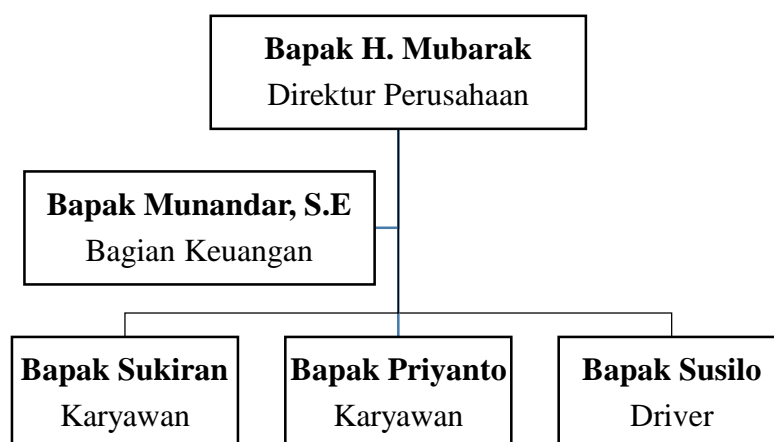 Bapak H. Mubarak
Direktur Perusahaan
Bapak Munandar, S.E
Bagian Keuangan
Bapak Sukiran
Karyawan
Bapak Priyanto
Karyawan
Bapak Susilo
Driver